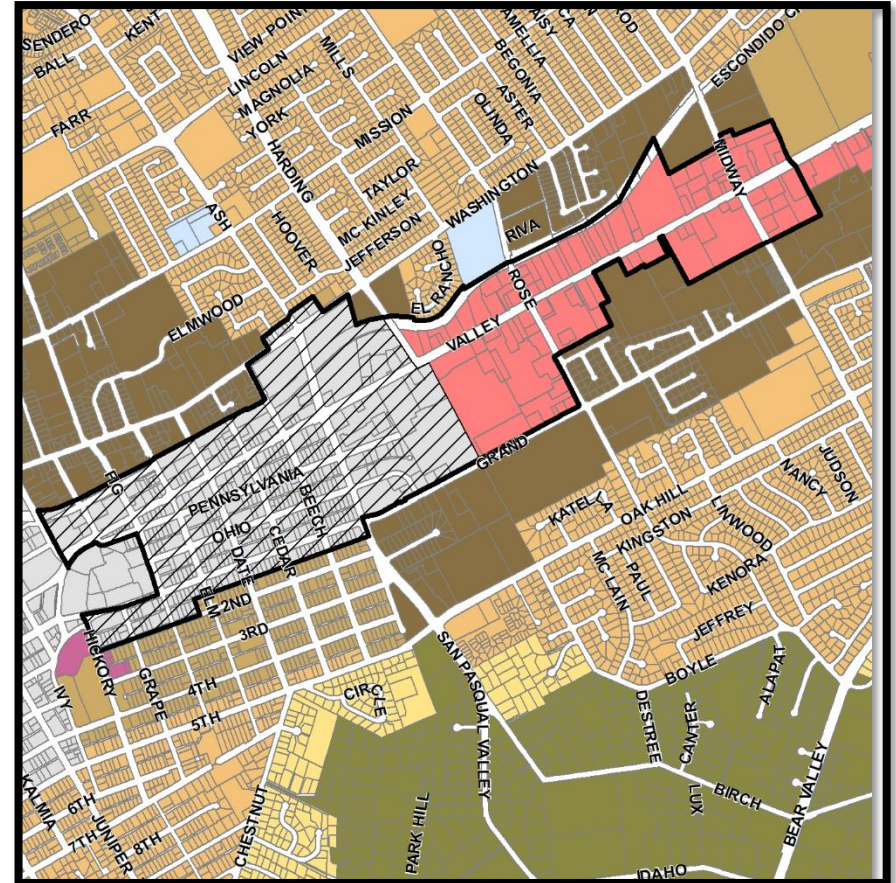 SENDERO
BALL
KENT
VIEW POINT
LINCOLN
MAGNOLIA
YORK
MILLS
MISSION
AMELLIA
BEGONIA
ASTER
OLINDA
AISY
CA
ROD
ESCONDIDO C
FARR
HARDING
ASH
HOOVER
TAYLOR
MC KINLEY
JEFFERSON
WASHINGTON
RIVA
EL RANCHO
MIDWAY
ROSE
VALLEY
ELMWOOD
FIG
PENNSYLVANIA
OHIO
BEECH
CEDAR
DATE
ELM
GRAND
2ND
3RD
4TH
5TH
HICKORY
GRAPE
IVY
KALMIA
6TH
7TH
8TH
JUNIPER
CHESTNUT
CIRCLE
KATELLA
OAK HILL
KINGSTON
MC LAIN
PAUL
LINWOOD
NANCY
JUDSON
KENORA
JEFFREY
BOYLE
SAN PASQUAL VALLEY
DESTREE
CANTER
LUX
ALAPAT
BIRCH
BEAR VALLEY
PARK HILL
IDAHO